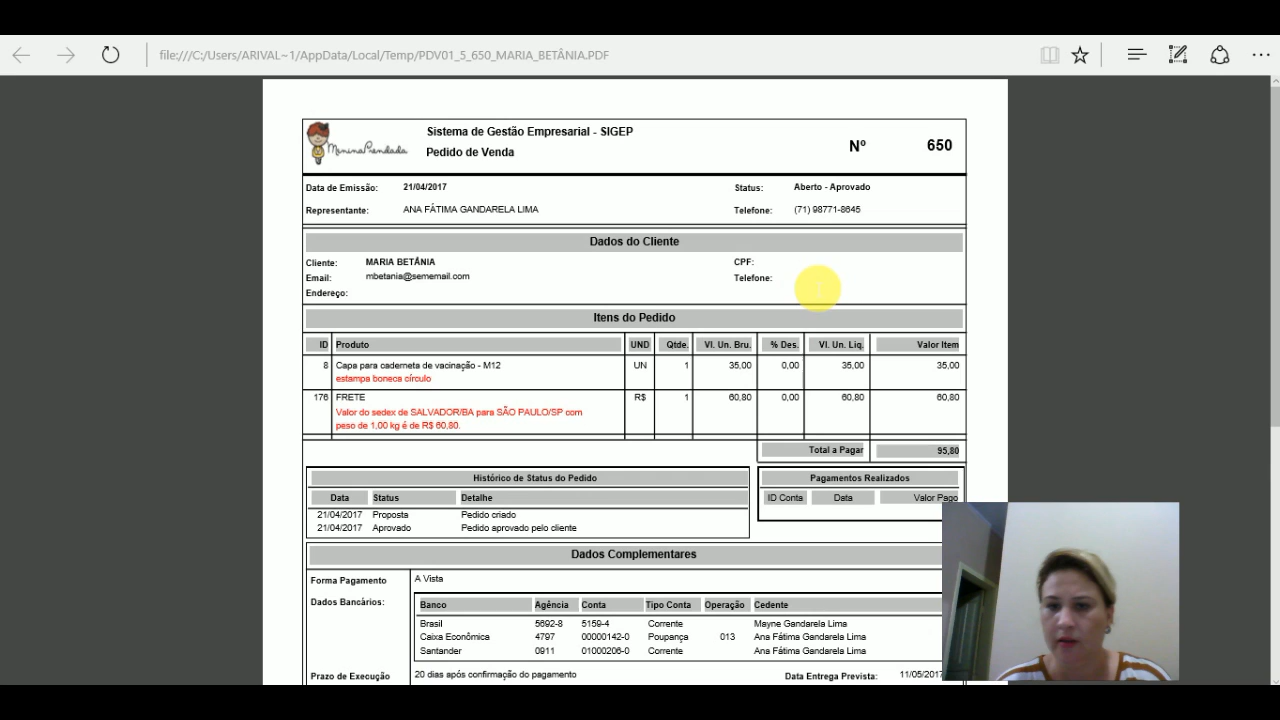 file:///C:/Users/ARIVAL~1/AppData/Local/Temp/PDV01_5_650_MARIA_BETÂNIA.PDF
Menina Prendada
Sistema de Gestão Empresarial - SIGEP
Pedido de Venda
Nº 650
Data de Emissão: 21/04/2017 Status: Aberto - Aprovado
Representante: ANA FÁTIMA GANDARELA LIMA Telefone: (71) 98771-8645
Dados do Cliente
Cliente: MARIA BETÂNIA CPF:
Email: mbetania@sememail.com Telefone:
Endereço:
Itens do Pedido
ID Produto UND Qtde. Vl. Un. Bru. % Des. Vl. Un. Liq. Valor Item
8 Capa para caderneta de vacinação - M12 UN 1 35,00 0,00 35,00 35,00
estampa boneca círculo
176 FRETE R$ 1 60,80 0,00 60,80 60,80
Valor do sedex de SALVADOR/BA para SÃO PAULO/SP com
peso de 1,00 kg é de R$ 60,80.
Total a Pagar 95,80
Histórico de Status do Pedido Pagamentos Realizados
Data Status Detalhe ID Conta Data Valor Pago
21/04/2017 Proposta Pedido criado
21/04/2017 Aprovado Pedido aprovado pelo cliente
Dados Complementares
Forma Pagamento A Vista
Dados Bancários: Banco Agência Conta Tipo Conta Operação Cedente
Brasil 5692-8 5159-4 Corrente Mayne Gandarela Lima
Caixa Econômica 4797 00000142-0 Poupança 013 Ana Fátima Gandarela Lima
Santander 0911 01000206-0 Corrente Ana Fátima Gandarela Lima
Prazo de Execução 20 dias após confirmação do pagamento Data Entrega Prevista: 11/05/2017